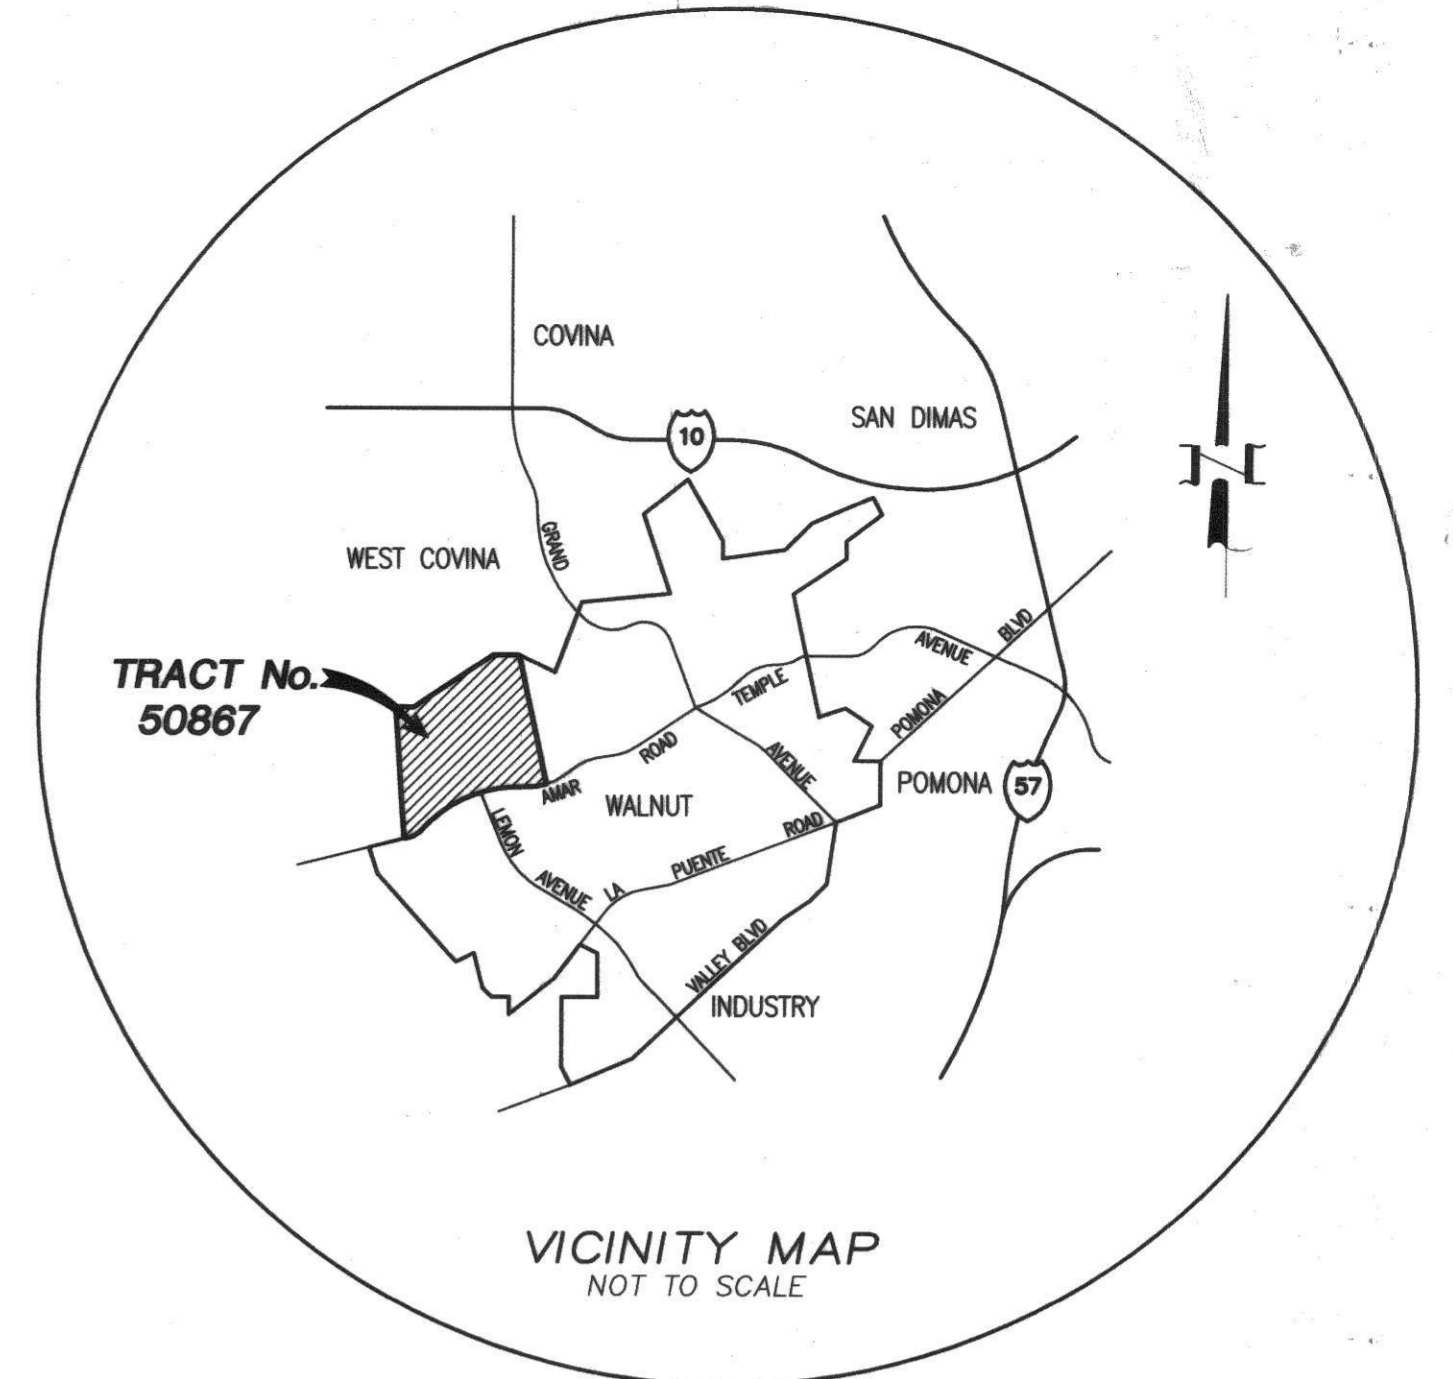 COVINA
SAN DIMAS
10
GRAND
WEST COVINA
N
AVENUE
BLVD
TRACT No.
50867
TEMPLE
POMONA
ROAD
AVENUE
POMONA
57
AMAR
WALNUT
LEMON
ROAD
PUENTE
AVENUE
LA
VALLEY BLVD
INDUSTRY
VICINITY MAP
NOT TO SCALE